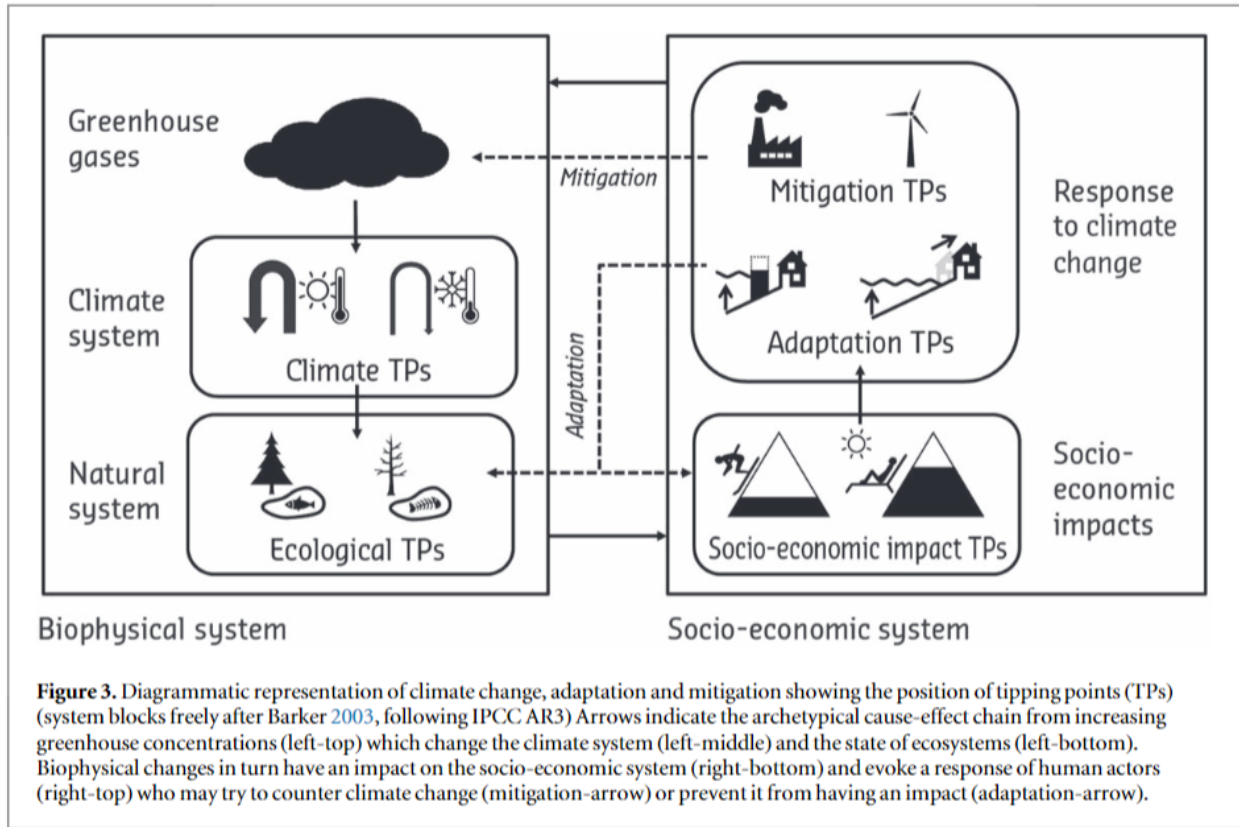 Greenhouse
gases
Mitigation
Mitigation TPs
Response
to climate
change
Climate
system
Climate TPs
Adaptation
Adaptation TPs
Natural
system
Ecological TPs
Socio-economic impact TPs
Socio-
economic
impacts
Biophysical system
Socio-economic system
Figure 3. Diagrammatic representation of climate change, adaptation and mitigation showing the position of tipping points (TPs)
(system blocks freely after Barker 2003, following IPCC AR3) Arrows indicate the archetypical cause-effect chain from increasing
greenhouse concentrations (left-top) which change the climate system (left-middle) and the state of ecosystems (left-bottom).
Biophysical changes in turn have an impact on the socio-economic system (right-bottom) and evoke a response of human actors
(right-top) who may try to counter climate change (mitigation-arrow) or prevent it from having an impact (adaptation-arrow).